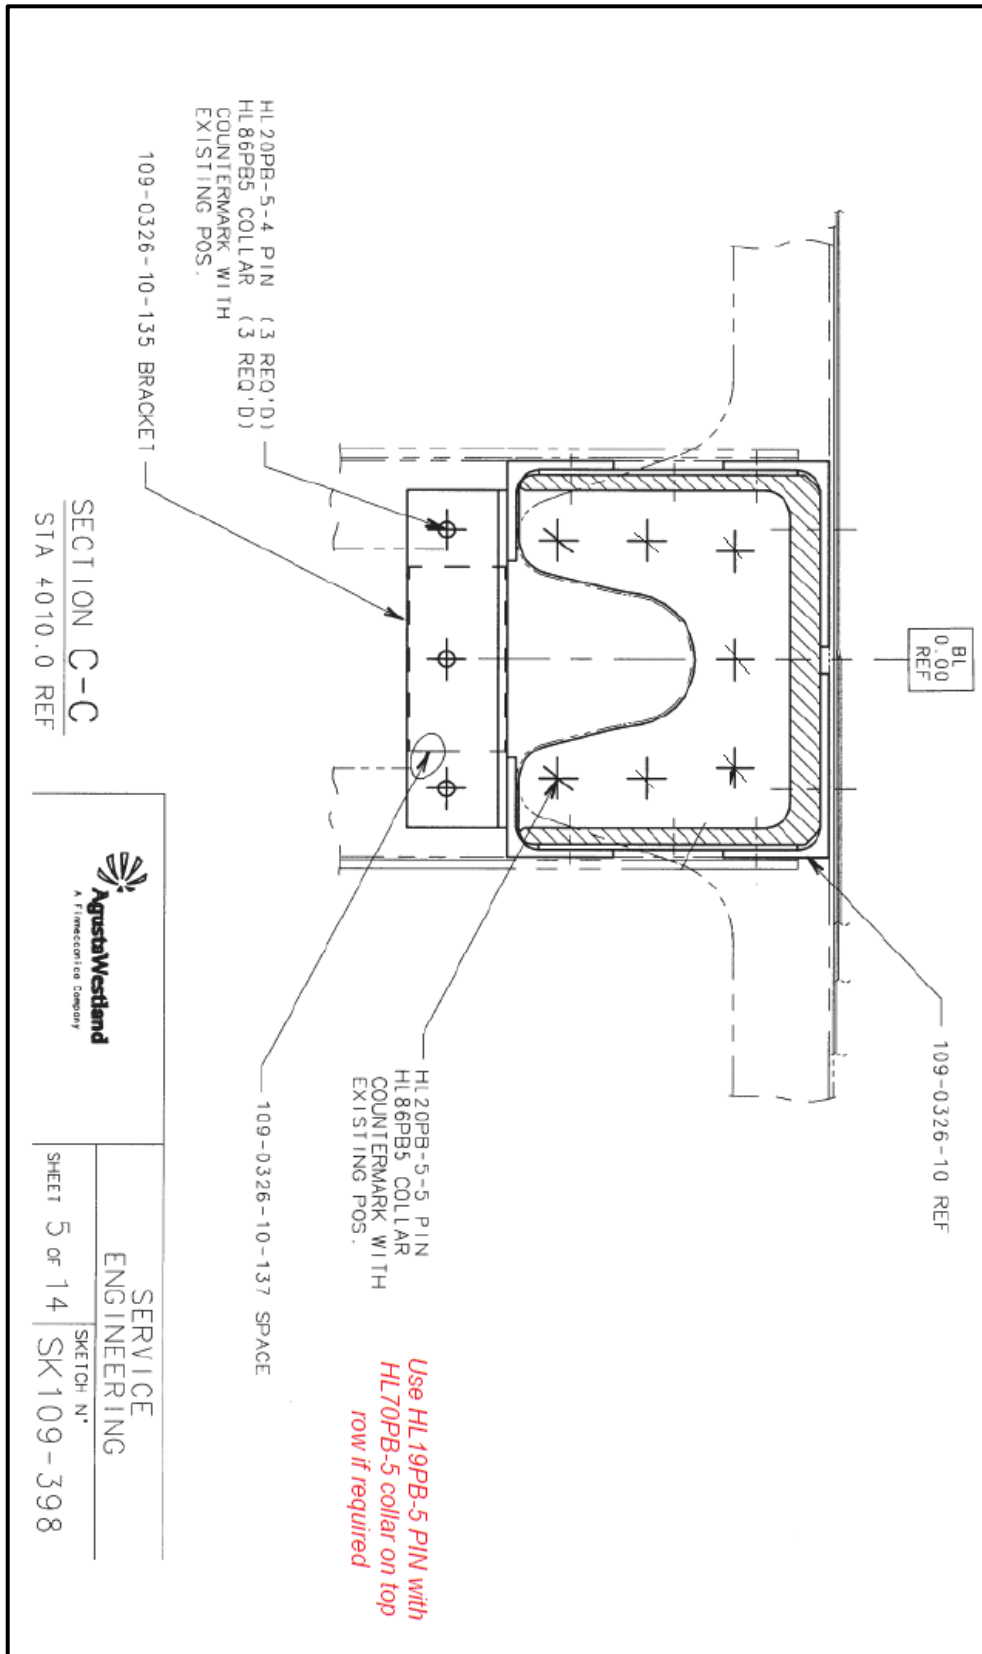 BL
0.00
REF
109-0326-10 REF
HL20PB-5-4 PIN (3 REQ'D)
HL86PB5 COLLAR (3 REQ'D)
COUNTERMARK WITH
EXISTING POS.
109-0326-10-135 BRACKET
HL20PB-5-5 PIN
HL86PB5 COLLAR
COUNTERMARK WITH
EXISTING POS.
Use HL19PB-5 PIN with
HL70PB-5 collar on top
row if required
109-0326-10-137 SPACE
SECTION C-C
STA 4010.0 REF
AgustaWestland
A Finmeccanica Company
SERVICE
ENGINEERING
SHEET 5 OF 14
SKETCH N°
SK109-398